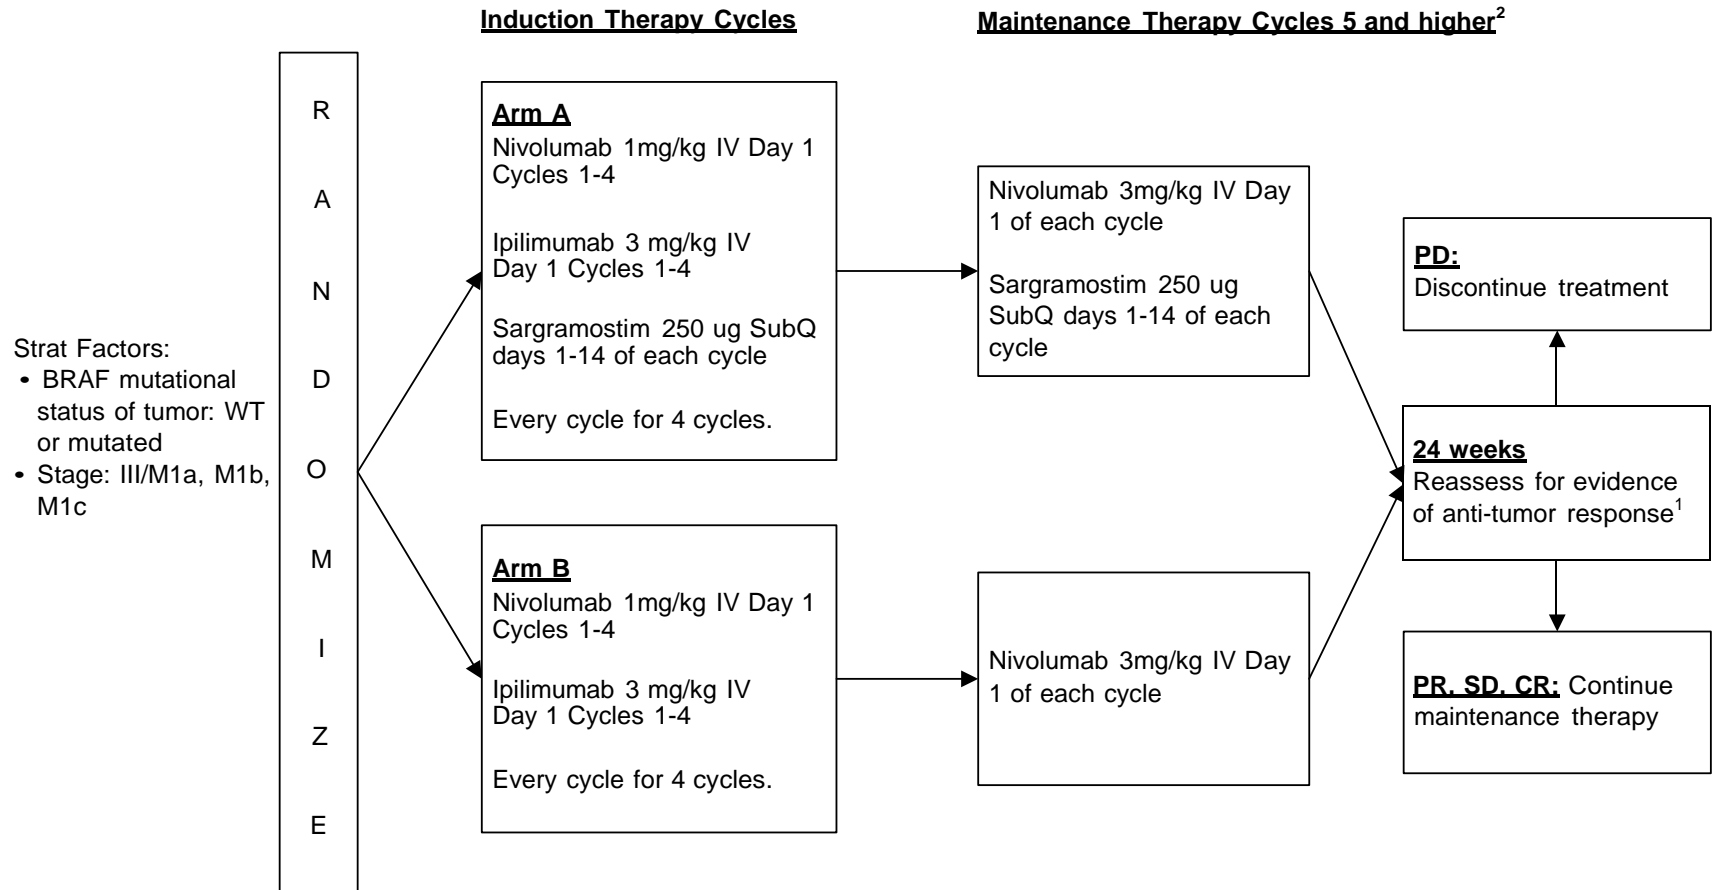 Induction Therapy Cycles
Maintenance Therapy Cycles 5 and higher2
Strat Factors:
• BRAF mutational
status of tumor: WT
or mutated
• Stage: III/M1a, M1b,
M1c
R
A
N
D
O
M
I
Z
E
Arm A
Nivolumab 1mg/kg IV Day 1
Cycles 1-4
Ipilimumab 3 mg/kg IV
Day 1 Cycles 1-4
Sargramostim 250 ug SubQ
days 1-14 of each cycle
Every cycle for 4 cycles.
Arm B
Nivolumab 1mg/kg IV Day 1
Cycles 1-4
Ipilimumab 3 mg/kg IV
Day 1 Cycles 1-4
Every cycle for 4 cycles.
Nivolumab 3mg/kg IV Day
1 of each cycle
Sargramostim 250 ug
SubQ days 1-14 of each
cycle
Nivolumab 3mg/kg IV Day
1 of each cycle
PD:
Discontinue treatment
24 weeks
Reassess for evidence
of anti-tumor response1
PR, SD, CR: Continue
maintenance therapy